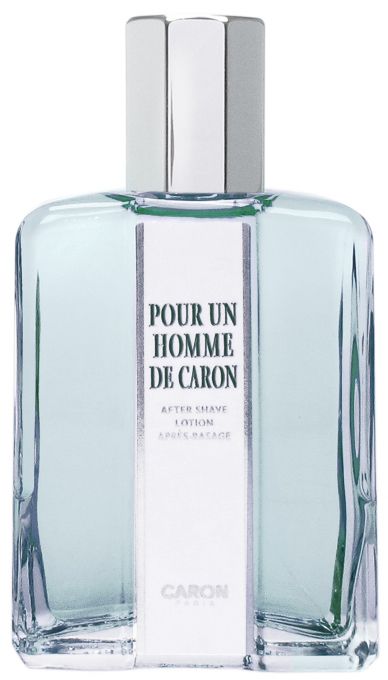 POUR UN
HOMME
DE CARON
AFTER SHAVE
LOTION
APRÈS-RASAGE
CARON
PARIS